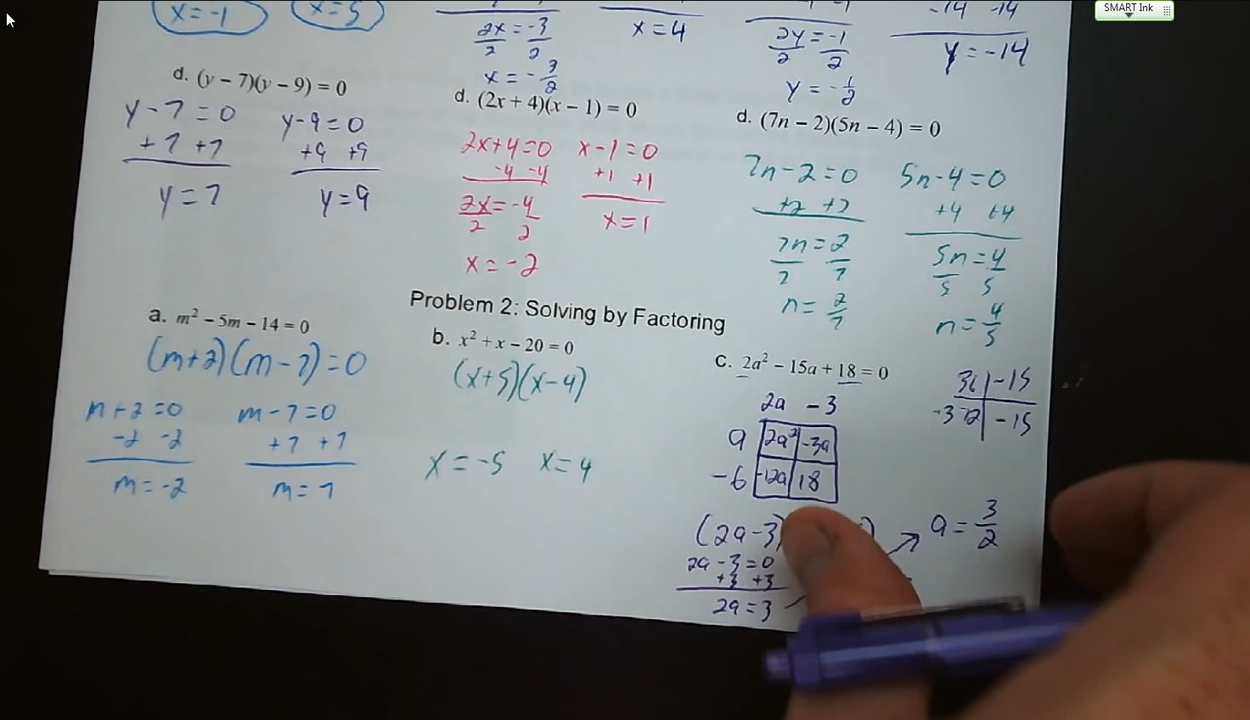 SMART Ink
x=-1
x=5
2x = -3
2 2
x = -3/2
x=4
2y = -1
2 2
y = -1/2
-14 -14
y = -14
d. (y − 7)(y − 9) = 0
y-7=0
+7 +7
y=7
y-9=0
+9 +9
y=9
d. (2x + 4)(x − 1) = 0
2x+4=0
-4 -4
2x=-4
2 2
x = -2
x-1=0
+1 +1
x=1
d. (7n − 2)(5n − 4) = 0
7n-2=0
+2 +2
7n=2
7 7
n=2/7
5n-4=0
+4 +4
5n=4
5 5
n=4/5
Problem 2: Solving by Factoring
a. m² − 5m − 14 = 0
(m+2)(m-7)=0
m+2=0
-2 -2
m=-2
m-7=0
+7 +7
m=7
b. x² + x − 20 = 0
(x+5)(x-4)
x=-5 x=4
c. 2a² − 15a + 18 = 0
36 -15
-3 -12 -15
2a -3
a 2a² -3a
-6 -12a 18
(2a-3)
2a-3=0
+3 +3
2a=3
a = 3/2